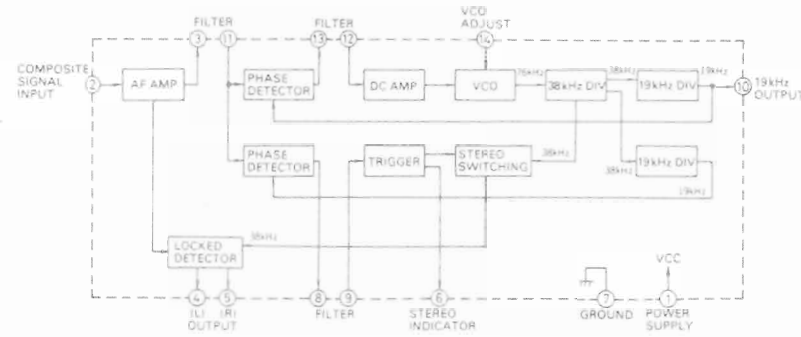 FILTER
FILTER
VCO
ADJUST
3
11
13
12
14
COMPOSITE
SIGNAL
INPUT
2
AF AMP
PHASE
DETECTOR
DC AMP
VCO
76kHz
38kHz DIV
38kHz
19kHz DIV
19kHz
10
19kHz
OUTPUT
PHASE
DETECTOR
TRIGGER
STEREO
SWITCHING
38kHz
38kHz
19kHz DIV
19kHz
LOCKED
DETECTOR
38kHz
VCC
4
5
8
9
6
7
1
(L) (R)
OUTPUT
FILTER
STEREO
INDICATOR
GROUND
POWER
SUPPLY